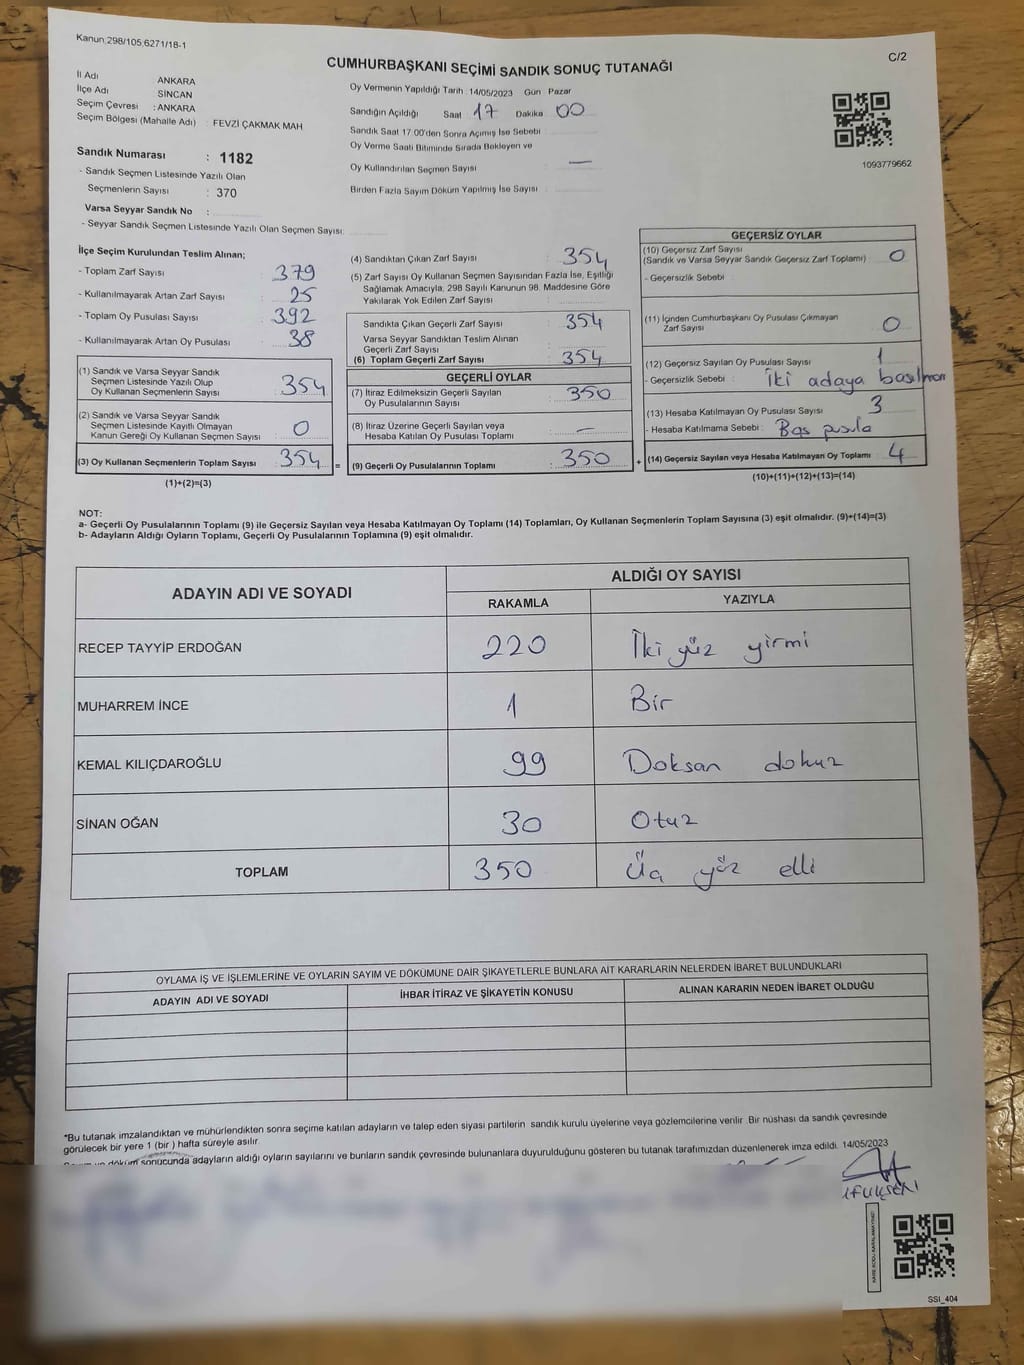 Kanun:298/105;6271/18-1
C/2
CUMHURBAŞKANI SEÇİMİ SANDIK SONUÇ TUTANAĞI
İl Adı ANKARA
İlçe Adı SİNCAN
Seçim Çevresi : ANKARA
Seçim Bölgesi (Mahalle Adı) : FEVZİ ÇAKMAK MAH
Sandık Numarası : 1182
- Sandık Seçmen Listesinde Yazılı Olan
Seçmenlerin Sayısı : 370
Varsa Seyyar Sandık No :
- Seyyar Sandık Seçmen Listesinde Yazılı Olan Seçmen Sayısı:
Oy Vermenin Yapıldığı Tarih : 14/05/2023 Gün Pazar
Sandığın Açıldığı Saat 17 Dakika 00
Sandık Saat 17:00'den Sonra Açımış İse Sebebi :
Oy Verme Saati Bitiminde Sırada Bekleyen ve
Oy Kullandırılan Seçmen Sayısı : —
Birden Fazla Sayım Döküm Yapılmış İse Sayısı :
1093779662
İlçe Seçim Kurulundan Teslim Alınan;
- Toplam Zarf Sayısı : 379
- Kullanılmayarak Artan Zarf Sayısı : 25
- Toplam Oy Pusulası Sayısı : 392
- Kullanılmayarak Artan Oy Pusulası : 38
(1) Sandık ve Varsa Seyyar Sandık
Seçmen Listesinde Yazılı Olup
Oy Kullanan Seçmenlerin Sayısı : 354
(2) Sandık ve Varsa Seyyar Sandık
Seçmen Listesinde Kayıtlı Olmayan
Kanun Gereği Oy Kullanan Seçmen Sayısı : 0
(3) Oy Kullanan Seçmenlerin Toplam Sayısı : 354 =
(1)+(2)=(3)
(4) Sandıktan Çıkan Zarf Sayısı : 354
(5) Zarf Sayısı Oy Kullanan Seçmen Sayısından Fazla İse, Eşitliği
Sağlamak Amacıyla, 298 Sayılı Kanunun 98. Maddesine Göre
Yakılarak Yok Edilen Zarf Sayısı :
Sandıkta Çıkan Geçerli Zarf Sayısı : 354
Varsa Seyyar Sandıktan Teslim Alınan
Geçerli Zarf Sayısı :
(6) Toplam Geçerli Zarf Sayısı : 354
GEÇERLİ OYLAR
(7) İtiraz Edilmeksizin Geçerli Sayılan
Oy Pusulalarının Sayısı : 350
(8) İtiraz Üzerine Geçerli Sayılan veya
Hesaba Katılan Oy Pusulası Toplamı : —
(9) Geçerli Oy Pusulalarının Toplamı : 350 +
GEÇERSİZ OYLAR
(10) Geçersiz Zarf Sayısı
(Sandık ve Varsa Seyyar Sandık Geçersiz Zarf Toplamı) : 0
- Geçersizlik Sebebi :
(11) İçinden Cumhurbaşkanı Oy Pusulası Çıkmayan
Zarf Sayısı : 0
(12) Geçersiz Sayılan Oy Pusulası Sayısı : 1
- Geçersizlik Sebebi : İki adaya basılması
(13) Hesaba Katılmayan Oy Pusulası Sayısı : 3
- Hesaba Katılmama Sebebi : Boş pusula
(14) Geçersiz Sayılan veya Hesaba Katılmayan Oy Toplamı : 4
(10)+(11)+(12)+(13)=(14)
NOT:
a- Geçerli Oy Pusulalarının Toplamı (9) ile Geçersiz Sayılan veya Hesaba Katılmayan Oy Toplamı (14) Toplamları, Oy Kullanan Seçmenlerin Toplam Sayısına (3) eşit olmalıdır. (9)+(14)=(3)
b- Adayların Aldığı Oyların Toplamı, Geçerli Oy Pusulalarının Toplamına (9) eşit olmalıdır.
ADAYIN ADI VE SOYADI
ALDIĞI OY SAYISI
RAKAMLA YAZIYLA
RECEP TAYYİP ERDOĞAN 220 İki yüz yirmi
MUHARREM İNCE 1 Bir
KEMAL KILIÇDAROĞLU 99 Doksan dokuz
SİNAN OĞAN 30 Otuz
TOPLAM 350 Üç yüz elli
OYLAMA İŞ VE İŞLEMLERİNE VE OYLARIN SAYIM VE DÖKÜMÜNE DAİR ŞİKAYETLERLE BUNLARA AİT KARARLARIN NELERDEN İBARET BULUNDUKLARI
ADAYIN ADI VE SOYADI İHBAR İTİRAZ VE ŞİKAYETİN KONUSU ALINAN KARARIN NEDEN İBARET OLDUĞU
*Bu tutanak imzalandıktan ve mühürlendikten sonra seçime katılan adayların ve talep eden siyasi partilerin sandık kurulu üyelerine veya gözlemcilerine verilir. Bir nüshası da sandık çevresinde
görülecek bir yere 1 (bir ) hafta süreyle asılır.
döküm sonucunda adayların aldığı oyların sayılarını ve bunların sandık çevresinde bulunanlara duyurulduğunu gösteren bu tutanak tarafımızdan düzenlenerek imza edildi. 14/05/2023
SSI_404